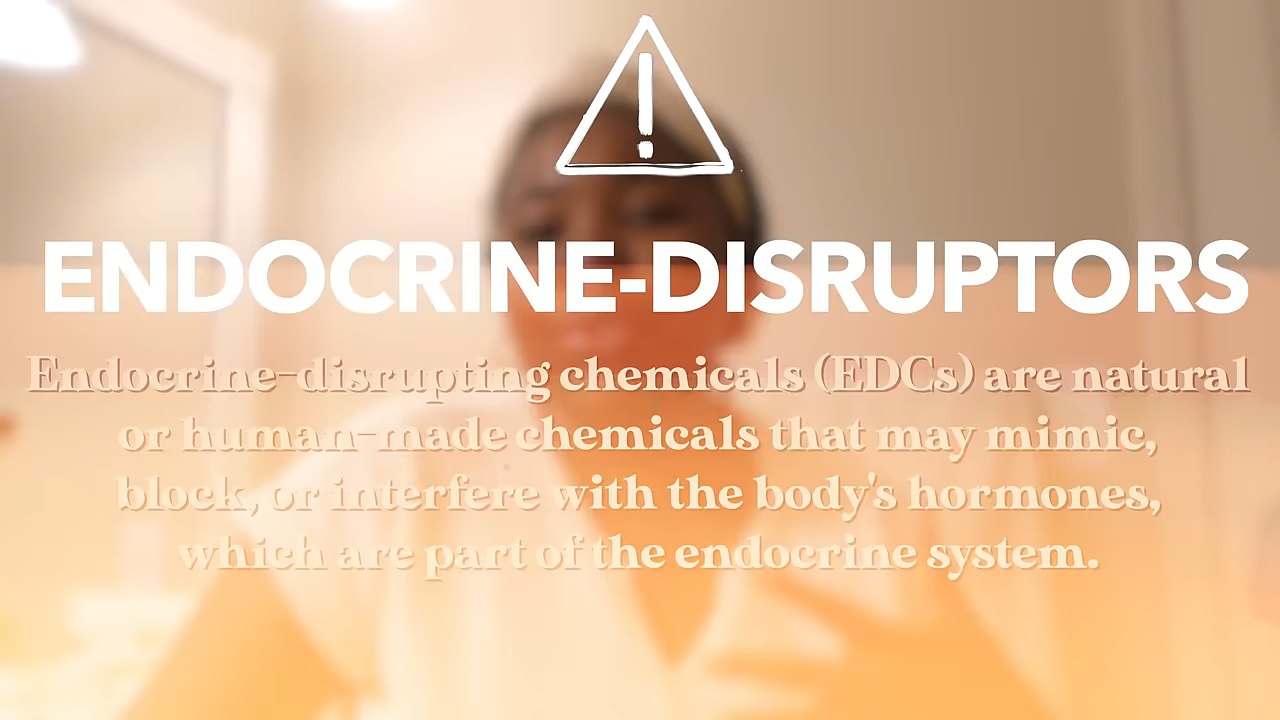 ENDOCRINE-DISRUPTORS
Endocrine-disrupting chemicals (EDCs) are natural
or human-made chemicals that may mimic,
block, or interfere with the body's hormones,
which are part of the endocrine system.